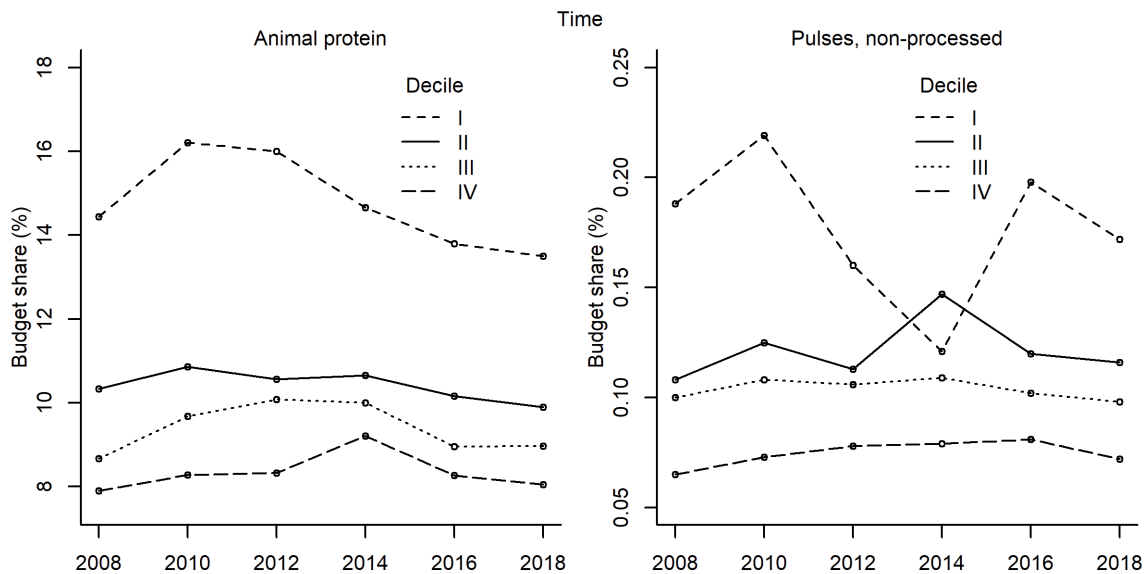 Time
Animal protein
Budget share (%)
18
16
14
12
10
8
Decile
I
II
III
IV
2008 2010 2012 2014 2016 2018
Pulses, non-processed
Budget share (%)
0.25
0.20
0.15
0.10
0.05
Decile
I
II
III
IV
2008 2010 2012 2014 2016 2018